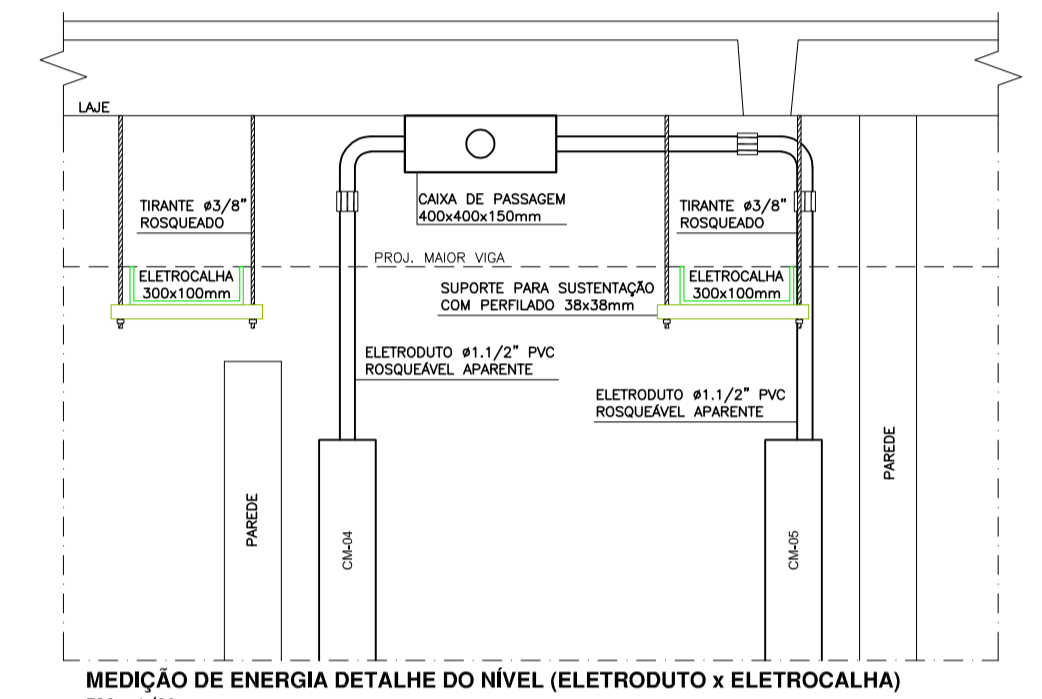 LAJE
TIRANTE ø3/8"
ROSQUEADO
CAIXA DE PASSAGEM
400x400x150mm
TIRANTE ø3/8"
ROSQUEADO
PROJ. MAIOR VIGA
ELETROCALHA
300x100mm
SUPORTE PARA SUSTENTAÇÃO
COM PERFILADO 38x38mm
ELETROCALHA
300x100mm
ELETRODUTO ø1.1/2" PVC
ROSQUEÁVEL APARENTE
ELETRODUTO ø1.1/2" PVC
ROSQUEÁVEL APARENTE
PAREDE
CM-04
CM-05
PAREDE
MEDIÇÃO DE ENERGIA DETALHE DO NÍVEL (ELETRODUTO x ELETROCALHA)